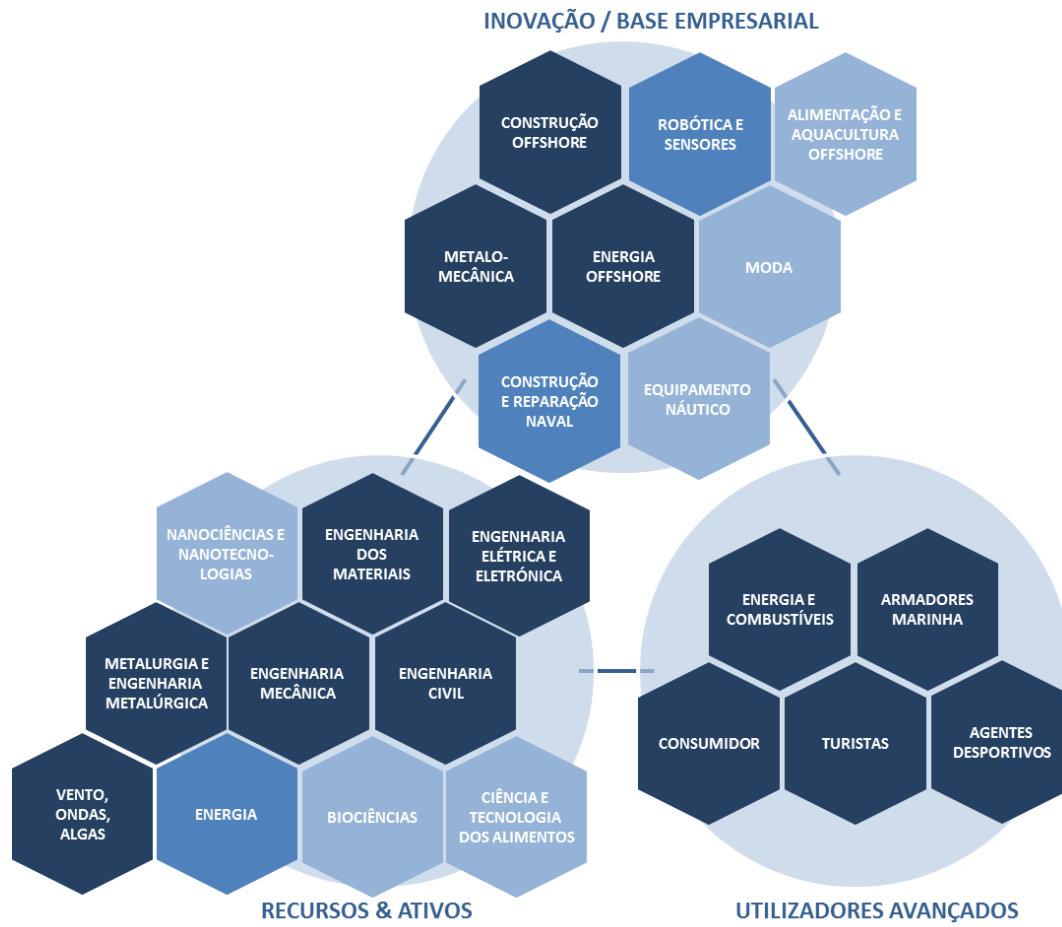 INOVAÇÃO / BASE EMPRESARIAL
CONSTRUÇÃO
OFFSHORE
ROBÓTICA E
SENSORES
ALIMENTAÇÃO E
AQUACULTURA
OFFSHORE
METALO-
MECÂNICA
ENERGIA
OFFSHORE
MODA
CONSTRUÇÃO
E REPARAÇÃO
NAVAL
EQUIPAMENTO
NÁUTICO
NANOCIÊNCIAS E
NANOTECNO-
LOGIAS
ENGENHARIA
DOS
MATERIAIS
ENGENHARIA
ELÉTRICA E
ELETRÓNICA
METALURGIA E
ENGENHARIA
METALÚRGICA
ENGENHARIA
MECÂNICA
ENGENHARIA
CIVIL
VENTO,
ONDAS,
ALGAS
ENERGIA
BIOCIÊNCIAS
CIÊNCIA E
TECNOLOGIA
DOS ALIMENTOS
RECURSOS & ATIVOS
ENERGIA E
COMBUSTÍVEIS
ARMADORES
MARINHA
CONSUMIDOR
TURISTAS
AGENTES
DESPORTIVOS
UTILIZADORES AVANÇADOS